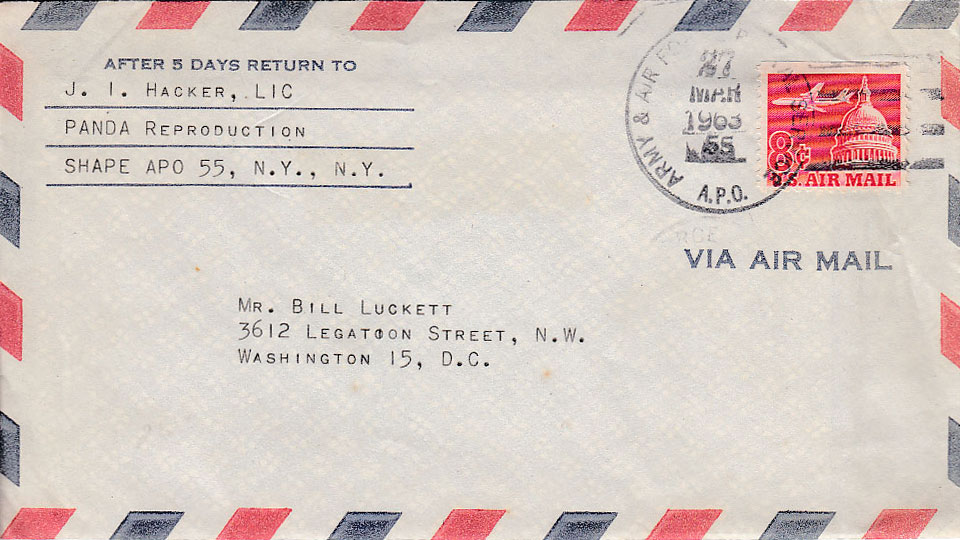 AFTER 5 DAYS RETURN TO
J. I. HACKER, LIC
PANDA REPRODUCTION
SHAPE APO 55, N.Y., N.Y.
ARMY & AIR
27
MAR
1963
55
A.P.O.
8¢
U.S. AIR MAIL
VIA AIR MAIL
MR. BILL LUCKETT
3612 LEGATION STREET, N.W.
WASHINGTON 15, D.C.